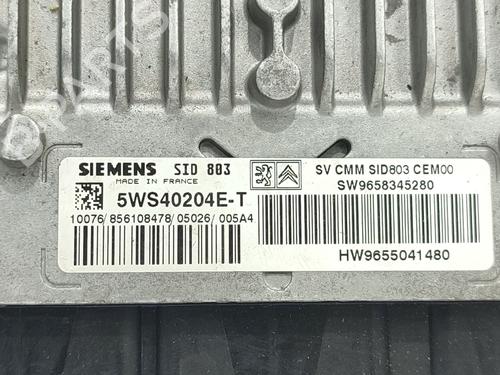 SIEMENS SID 803
MADE IN FRANCE
5WS40204E-T
10076/856108478/05026/005A4
SV CMM SID803 CEM00
SW9658345280
HW9655041480